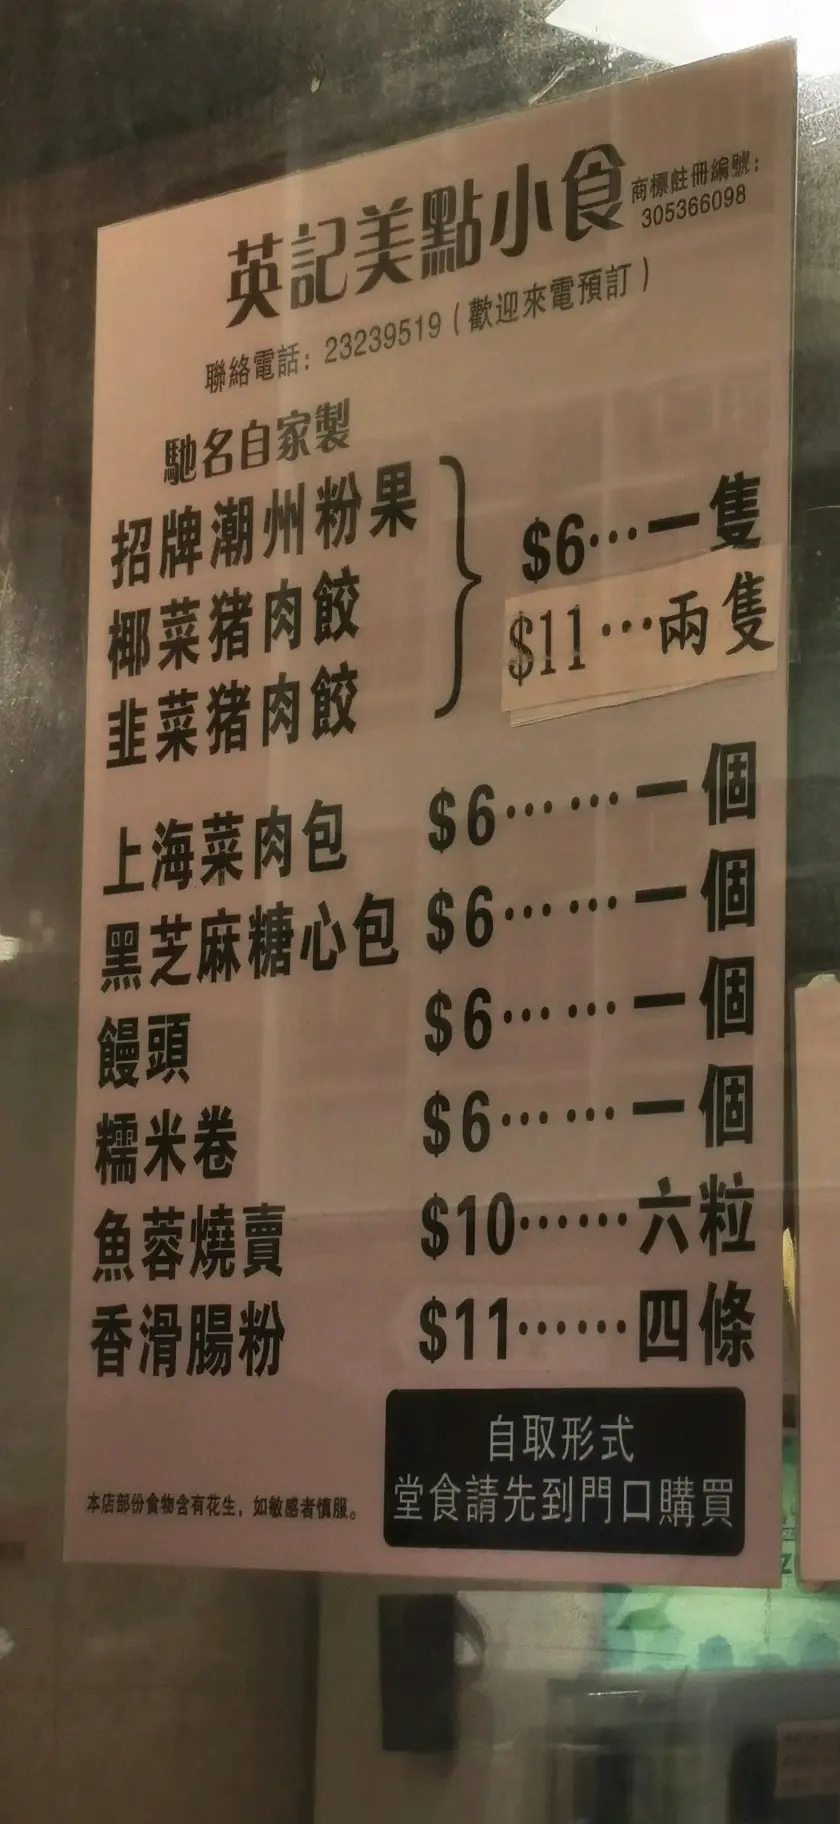 英記美點小食
商標註冊編號:
305366098
聯絡電話: 23239519 (歡迎來電預訂)
馳名自家製
招牌潮州粉果
椰菜猪肉餃
韭菜猪肉餃
$6…一隻
$11…兩隻
上海菜肉包 $6……一個
黑芝麻糖心包 $6……一個
饅頭 $6……一個
糯米卷 $6……一個
魚蓉燒賣 $10……六粒
香滑腸粉 $11……四條
自取形式
堂食請先到門口購買
本店部份食物含有花生，如敏感者慎服。